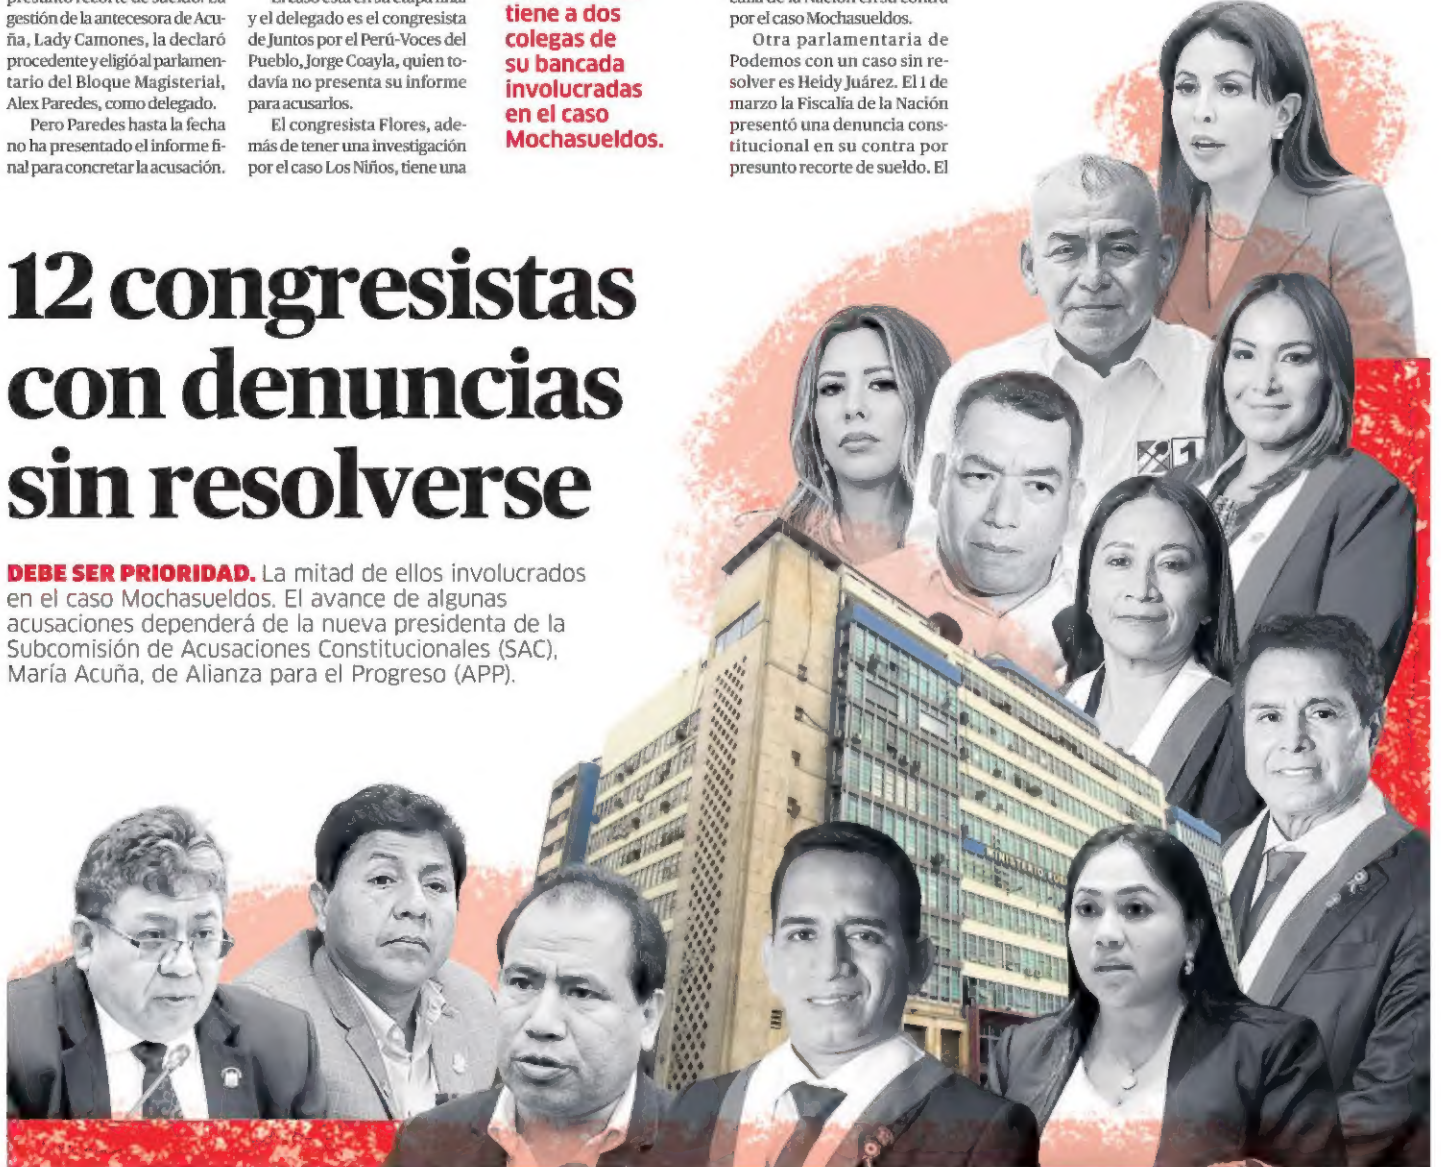 gestión de la antecesora de Acu-
ña, Lady Camones, la declaró
procedente y eligió al parlamen-
tario del Bloque Magisterial,
Alex Paredes, como delegado.
Pero Paredes hasta la fecha
no ha presentado el informe fi-
nal para concretar la acusación.
y el delegado es el congresista
de Juntos por el Perú-Voces del
Pueblo, Jorge Coayla, quien to-
davía no presenta su informe
para acusarlos.
El congresista Flores, ade-
más de tener una investigación
por el caso Los Niños, tiene una
tiene a dos
colegas de
su bancada
involucradas
en el caso
Mochasueldos.
por el caso Mochasueldos.
Otra parlamentaria de
Podemos con un caso sin re-
solver es Heidy Juárez. El 1 de
marzo la Fiscalía de la Nación
presentó una denuncia cons-
titucional en su contra por
presunto recorte de sueldo. El
12 congresistas
con denuncias
sin resolverse
DEBE SER PRIORIDAD. La mitad de ellos involucrados
en el caso Mochasueldos. El avance de algunas
acusaciones dependerá de la nueva presidenta de la
Subcomisión de Acusaciones Constitucionales (SAC),
María Acuña, de Alianza para el Progreso (APP).
1
MINISTERIO